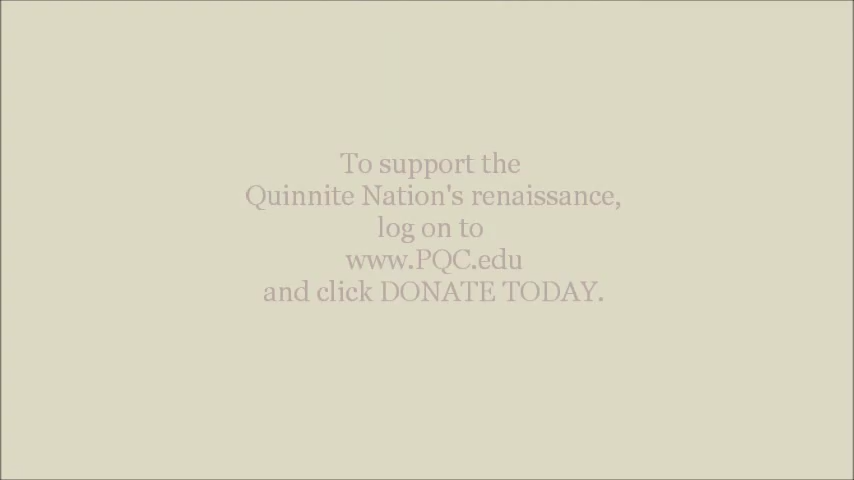 To support the
Quinnite Nation's renaissance,
log on to
www.PQC.edu
and click DONATE TODAY.